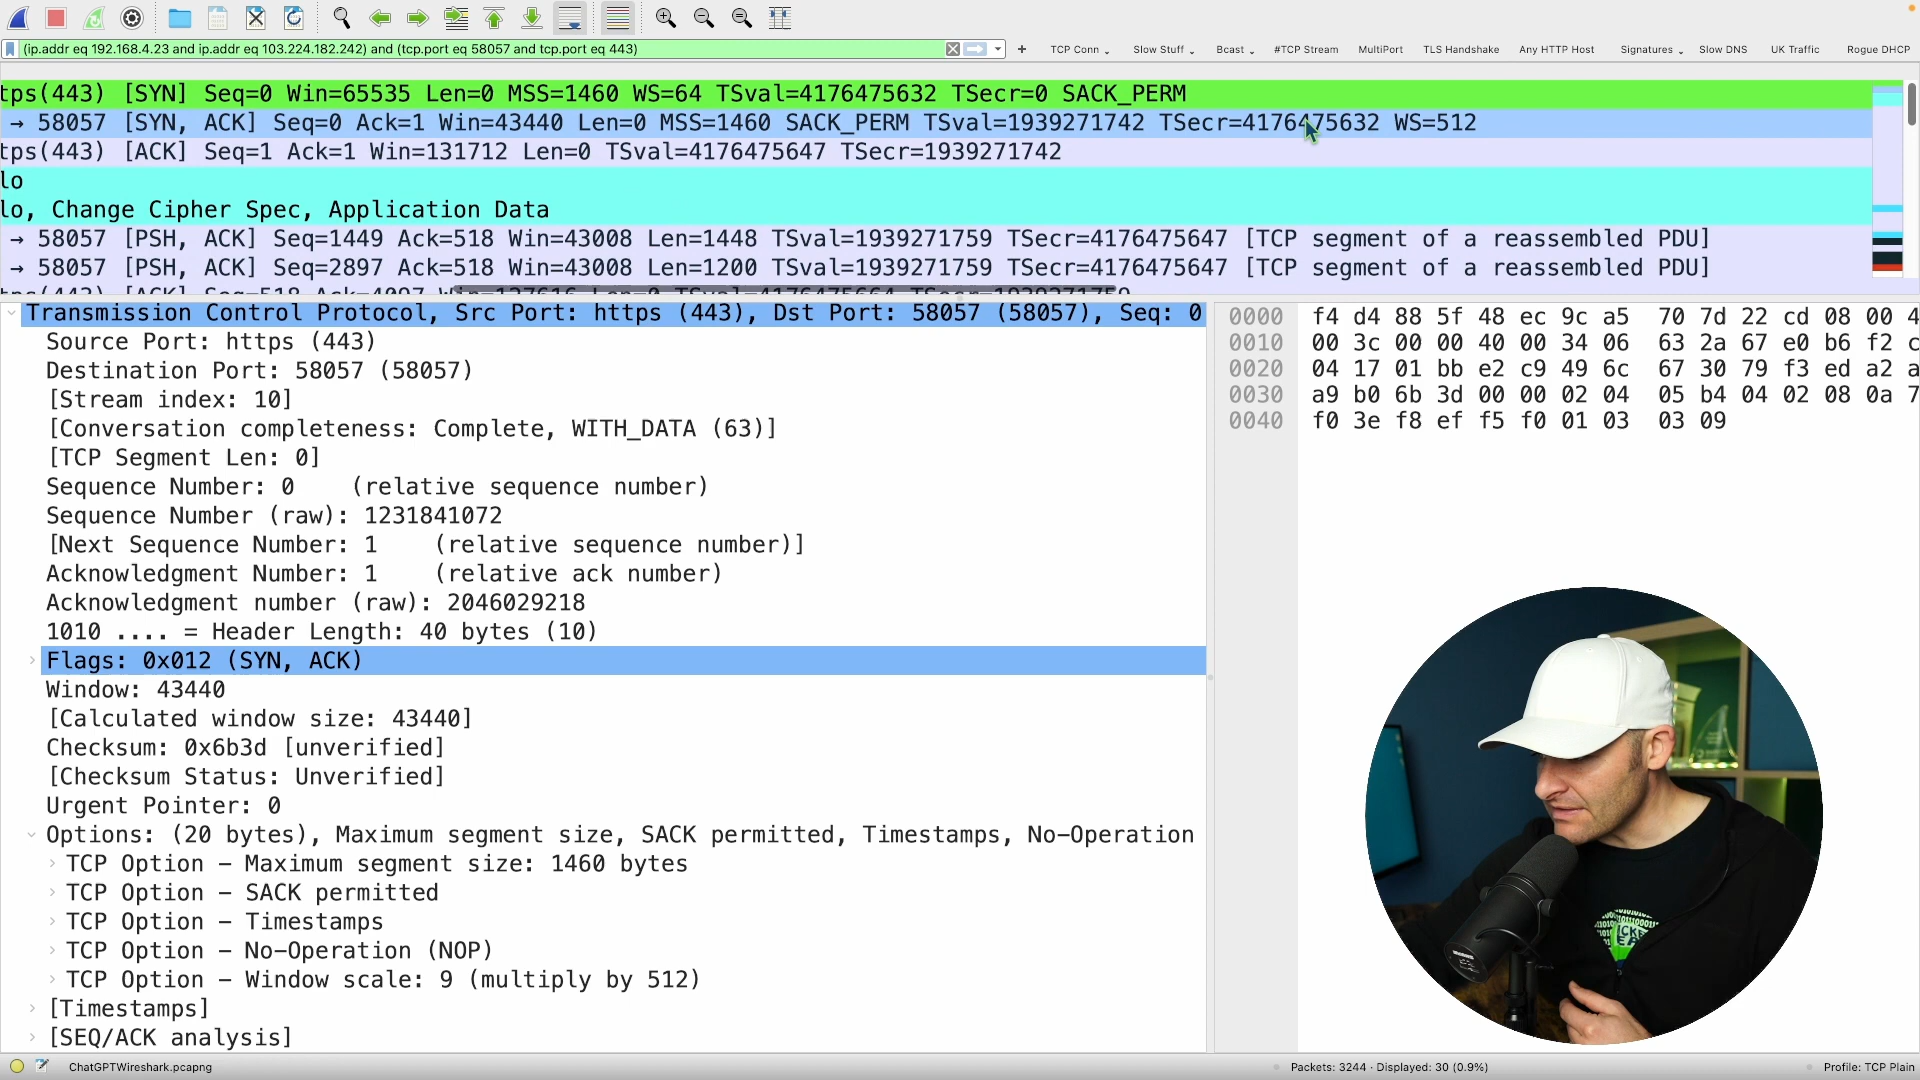 (ip.addr eq 192.168.4.23 and ip.addr eq 103.224.182.242) and (tcp.port eq 58057 and tcp.port eq 443)
TCP Conn Slow Stuff Bcast #TCP Stream MultiPort TLS Handshake Any HTTP Host Signatures Slow DNS UK Traffic Rogue DHCP
tps(443) [SYN] Seq=0 Win=65535 Len=0 MSS=1460 WS=64 TSval=4176475632 TSecr=0 SACK_PERM
→ 58057 [SYN, ACK] Seq=0 Ack=1 Win=43440 Len=0 MSS=1460 SACK_PERM TSval=1939271742 TSecr=4176475632 WS=512
tps(443) [ACK] Seq=1 Ack=1 Win=131712 Len=0 TSval=4176475647 TSecr=1939271742
lo
lo, Change Cipher Spec, Application Data
→ 58057 [PSH, ACK] Seq=1449 Ack=518 Win=43008 Len=1448 TSval=1939271759 TSecr=4176475647 [TCP segment of a reassembled PDU]
→ 58057 [PSH, ACK] Seq=2897 Ack=518 Win=43008 Len=1200 TSval=1939271759 TSecr=4176475647 [TCP segment of a reassembled PDU]
tps(443) [ACK] Seq=518 Ack=4097 Win=127616 Len=0 TSval=4176475664 TSecr=1939271759
Transmission Control Protocol, Src Port: https (443), Dst Port: 58057 (58057), Seq: 0
Source Port: https (443)
Destination Port: 58057 (58057)
[Stream index: 10]
[Conversation completeness: Complete, WITH_DATA (63)]
[TCP Segment Len: 0]
Sequence Number: 0 (relative sequence number)
Sequence Number (raw): 1231841072
[Next Sequence Number: 1 (relative sequence number)]
Acknowledgment Number: 1 (relative ack number)
Acknowledgment number (raw): 2046029218
1010 .... = Header Length: 40 bytes (10)
Flags: 0x012 (SYN, ACK)
Window: 43440
[Calculated window size: 43440]
Checksum: 0x6b3d [unverified]
[Checksum Status: Unverified]
Urgent Pointer: 0
Options: (20 bytes), Maximum segment size, SACK permitted, Timestamps, No-Operation
TCP Option – Maximum segment size: 1460 bytes
TCP Option – SACK permitted
TCP Option – Timestamps
TCP Option – No-Operation (NOP)
TCP Option – Window scale: 9 (multiply by 512)
[Timestamps]
[SEQ/ACK analysis]
0000 f4 d4 88 5f 48 ec 9c a5 70 7d 22 cd 08 00 4
0010 00 3c 00 00 40 00 34 06 63 2a 67 e0 b6 f2 c
0020 04 17 01 bb e2 c9 49 6c 67 30 79 f3 ed a2 a
0030 a9 b0 6b 3d 00 00 02 04 05 b4 04 02 08 0a 7
0040 f0 3e f8 ef f5 f0 01 03 03 09
ChatGPTWireshark.pcapng
Packets: 3244 · Displayed: 30 (0.9%)
Profile: TCP Plain